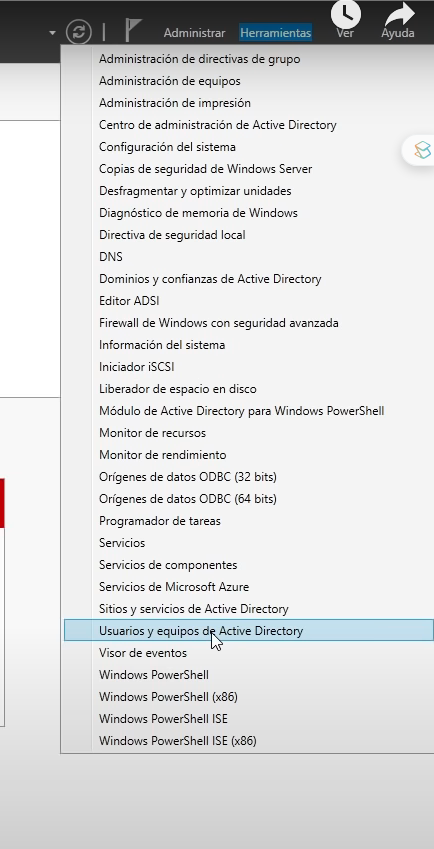 Administrar Herramientas Ver Ayuda
Administración de directivas de grupo
Administración de equipos
Administración de impresión
Centro de administración de Active Directory
Configuración del sistema
Copias de seguridad de Windows Server
Desfragmentar y optimizar unidades
Diagnóstico de memoria de Windows
Directiva de seguridad local
DNS
Dominios y confianzas de Active Directory
Editor ADSI
Firewall de Windows con seguridad avanzada
Información del sistema
Iniciador iSCSI
Liberador de espacio en disco
Módulo de Active Directory para Windows PowerShell
Monitor de recursos
Monitor de rendimiento
Orígenes de datos ODBC (32 bits)
Orígenes de datos ODBC (64 bits)
Programador de tareas
Servicios
Servicios de componentes
Servicios de Microsoft Azure
Sitios y servicios de Active Directory
Usuarios y equipos de Active Directory
Visor de eventos
Windows PowerShell
Windows PowerShell (x86)
Windows PowerShell ISE
Windows PowerShell ISE (x86)